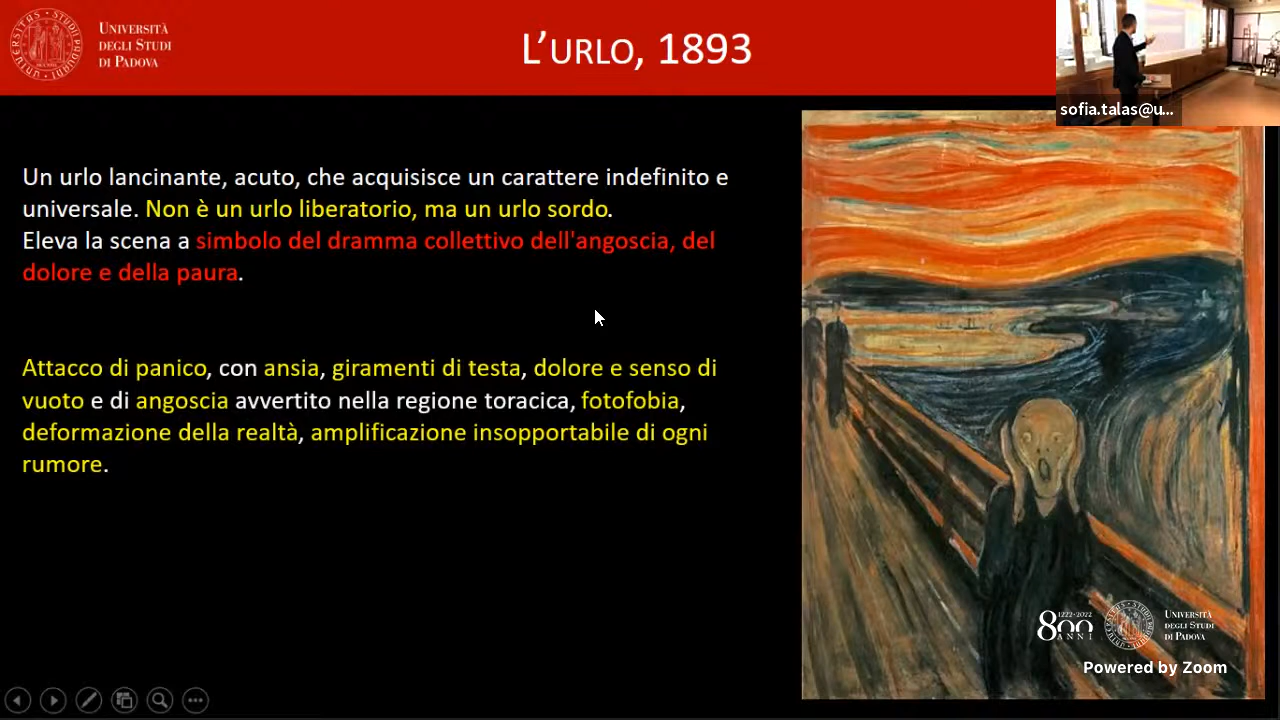 UNIVERSITÀ
DEGLI STUDI
DI PADOVA
L'URLO, 1893
sofia.talas@u...
Un urlo lancinante, acuto, che acquisisce un carattere indefinito e
universale. Non è un urlo liberatorio, ma un urlo sordo.
Eleva la scena a simbolo del dramma collettivo dell'angoscia, del
dolore e della paura.
Attacco di panico, con ansia, giramenti di testa, dolore e senso di
vuoto e di angoscia avvertito nella regione toracica, fotofobia,
deformazione della realtà, amplificazione insopportabile di ogni
rumore.
1222·2022
800
ANNI
UNIVERSITÀ
DEGLI STUDI
DI PADOVA
Powered by Zoom